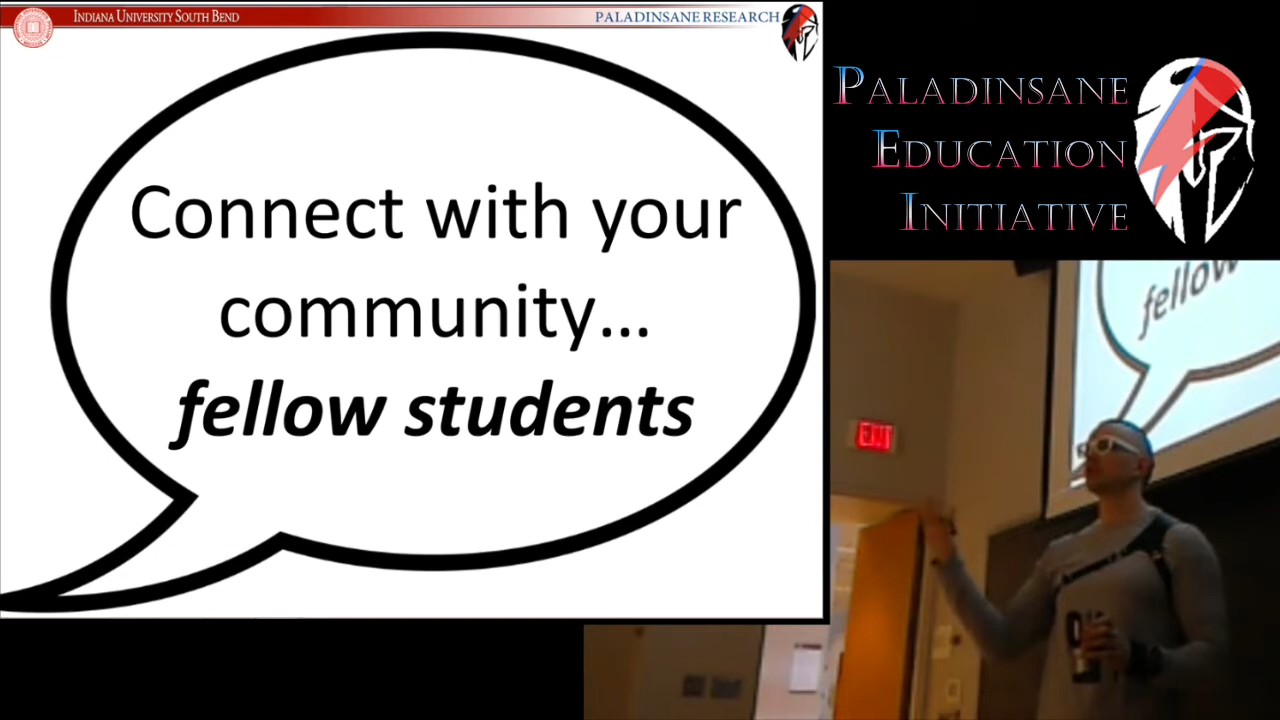 INDIANA UNIVERSITY SOUTH BEND
PALADINSANE RESEARCH
Connect with your
community...
fellow students
PALADINSANE
EDUCATION
INITIATIVE
fellow
EXIT